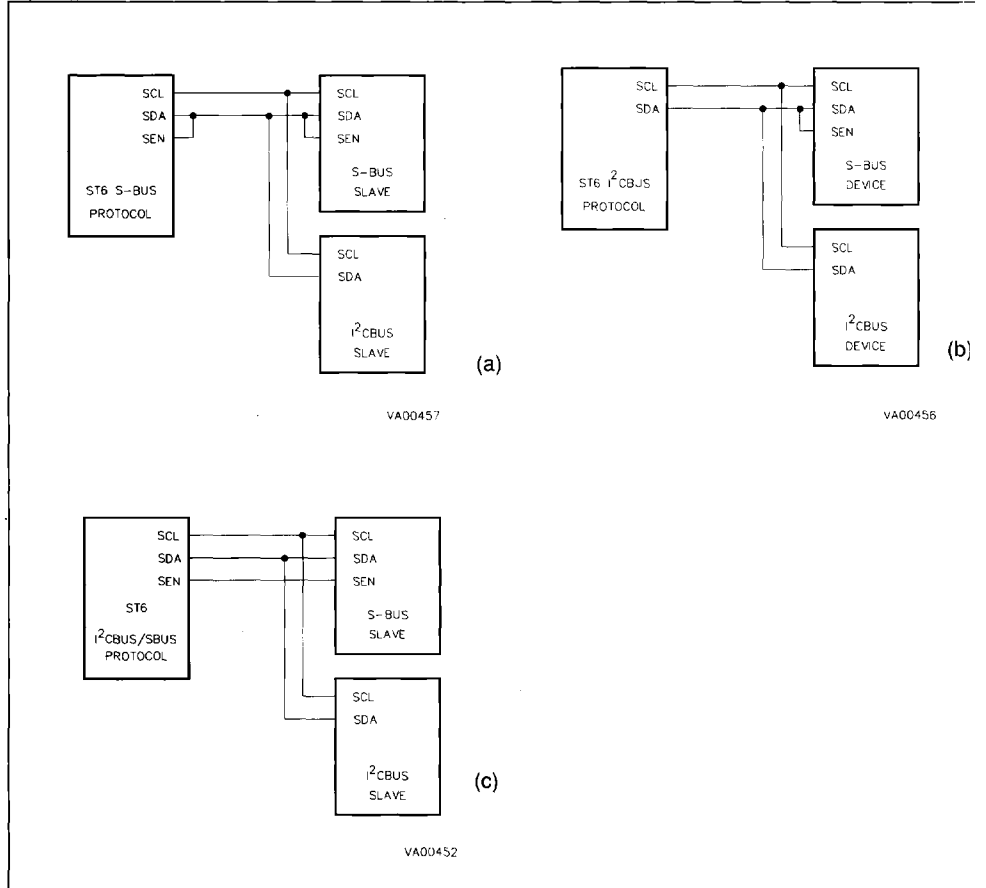 SCL
SDA
SEN
ST6 S-BUS
PROTOCOL
SCL
SDA
SEN
S-BUS
SLAVE
SCL
SDA
I²CBUS
SLAVE
(a)
VA00457
SCL
SDA
ST6 I²CBUS
PROTOCOL
SCL
SDA
SEN
S-BUS
DEVICE
SCL
SDA
I²CBUS
DEVICE
(b)
VA00456
SCL
SDA
SEN
ST6
I²CBUS/SBUS
PROTOCOL
SCL
SDA
SEN
S-BUS
SLAVE
SCL
SDA
I²CBUS
SLAVE
(c)
VA00452